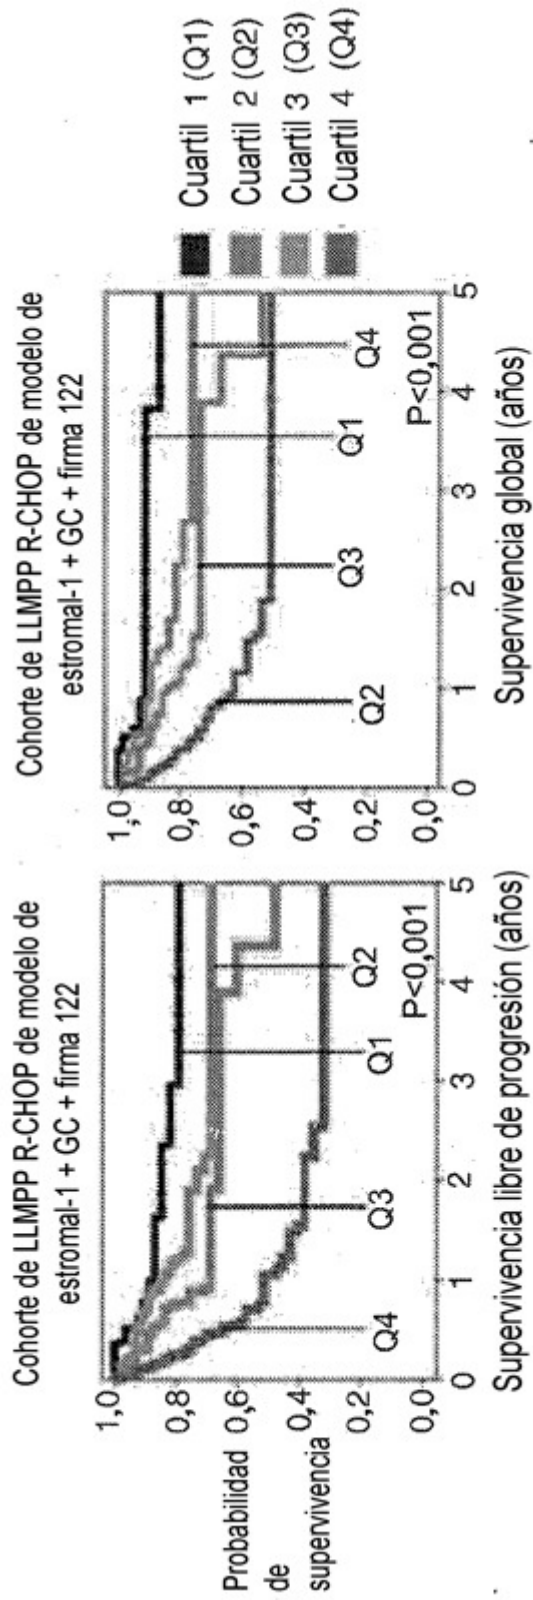 Cohorte de LLMPP R-CHOP de modelo de
estromal-1 + GC + firma 122
Probabilidad
de
supervivencia
1,0
0,8
0,6
0,4
0,2
0,0
Q4
Q3
Q1
Q2
P<0,001
0 1 2 3 4 5
Supervivencia libre de progresión (años)
Cohorte de LLMPP R-CHOP de modelo de
estromal-1 + GC + firma 122
1,0
0,8
0,6
0,4
0,2
0,0
Q2
Q3
Q1
Q4
P<0,001
0 1 2 3 4 5
Supervivencia global (años)
Cuartil 1 (Q1)
Cuartil 2 (Q2)
Cuartil 3 (Q3)
Cuartil 4 (Q4)